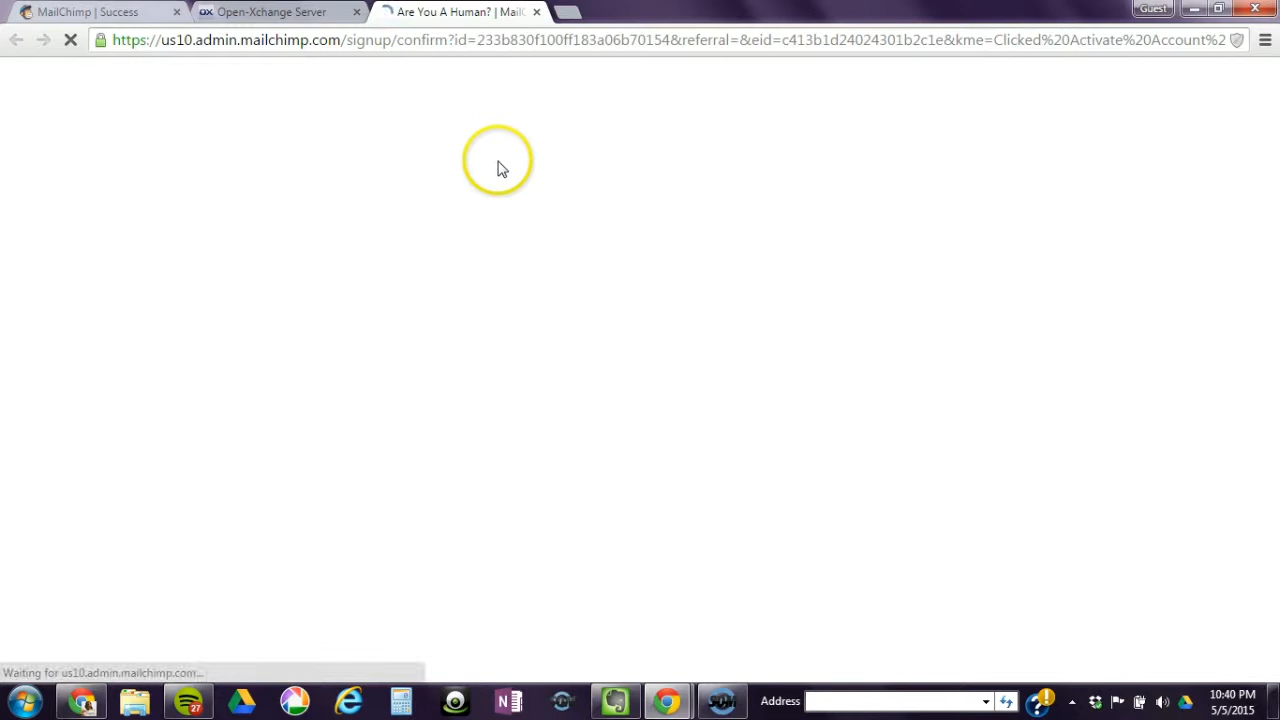 MailChimp | Success
Open-Xchange Server
Are You A Human? | MailC
Guest
https://us10.admin.mailchimp.com/signup/confirm?id=233b830f100ff183a06b70154&referral=&eid=c413b1d24024301b2c1e&kme=Clicked%20Activate%20Account%2
Waiting for us10.admin.mailchimp.com...
27
Address
10:40 PM
5/5/2015